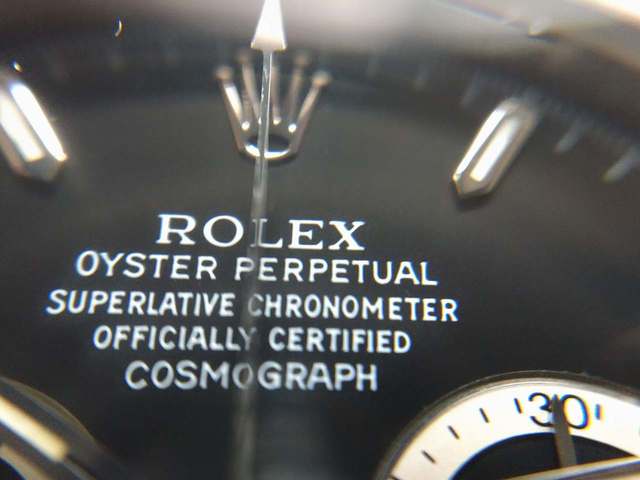 ROLEX
OYSTER PERPETUAL
SUPERLATIVE CHRONOMETER
OFFICIALLY CERTIFIED
COSMOGRAPH
30